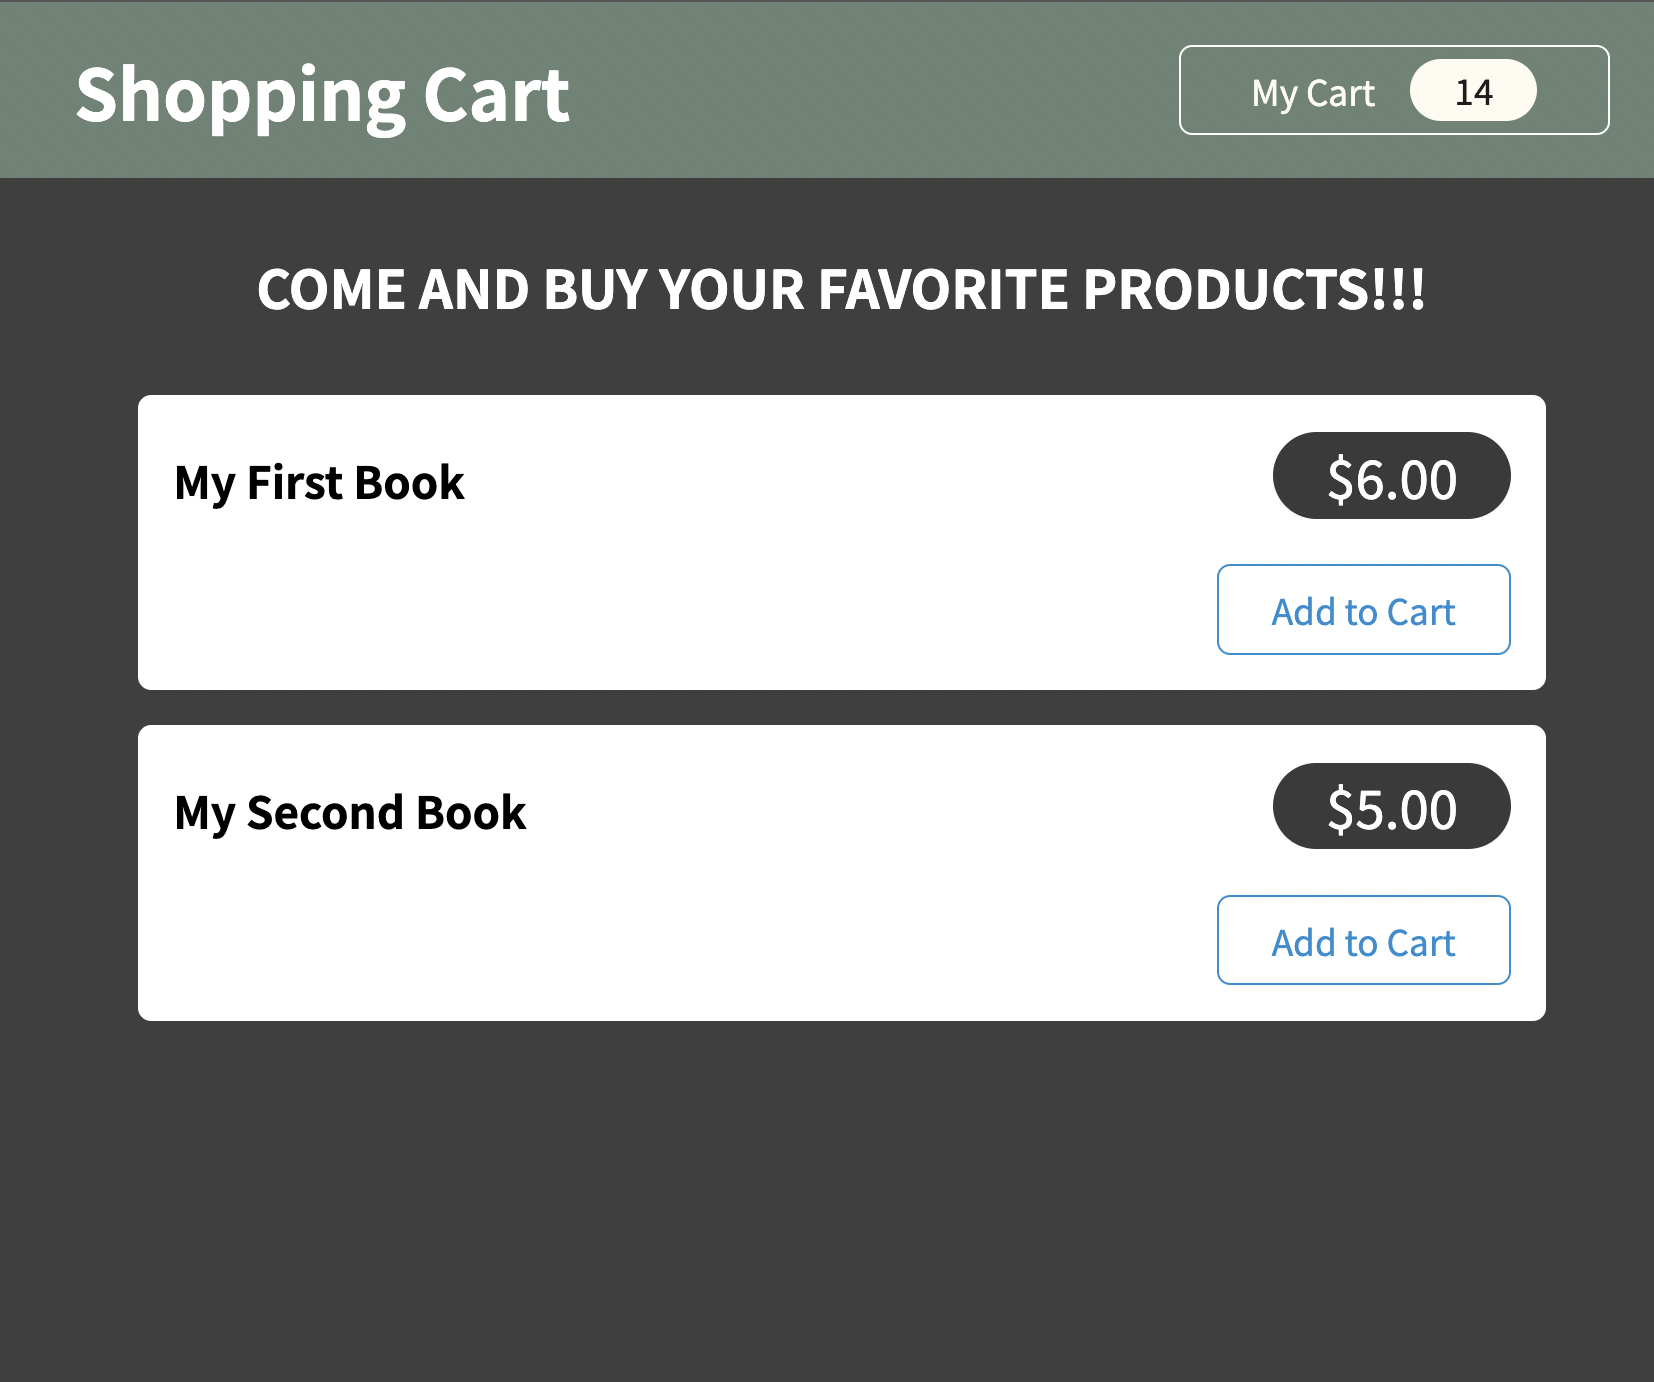 Shopping Cart
My Cart 14
COME AND BUY YOUR FAVORITE PRODUCTS!!!
My First Book
$6.00
Add to Cart
My Second Book
$5.00
Add to Cart